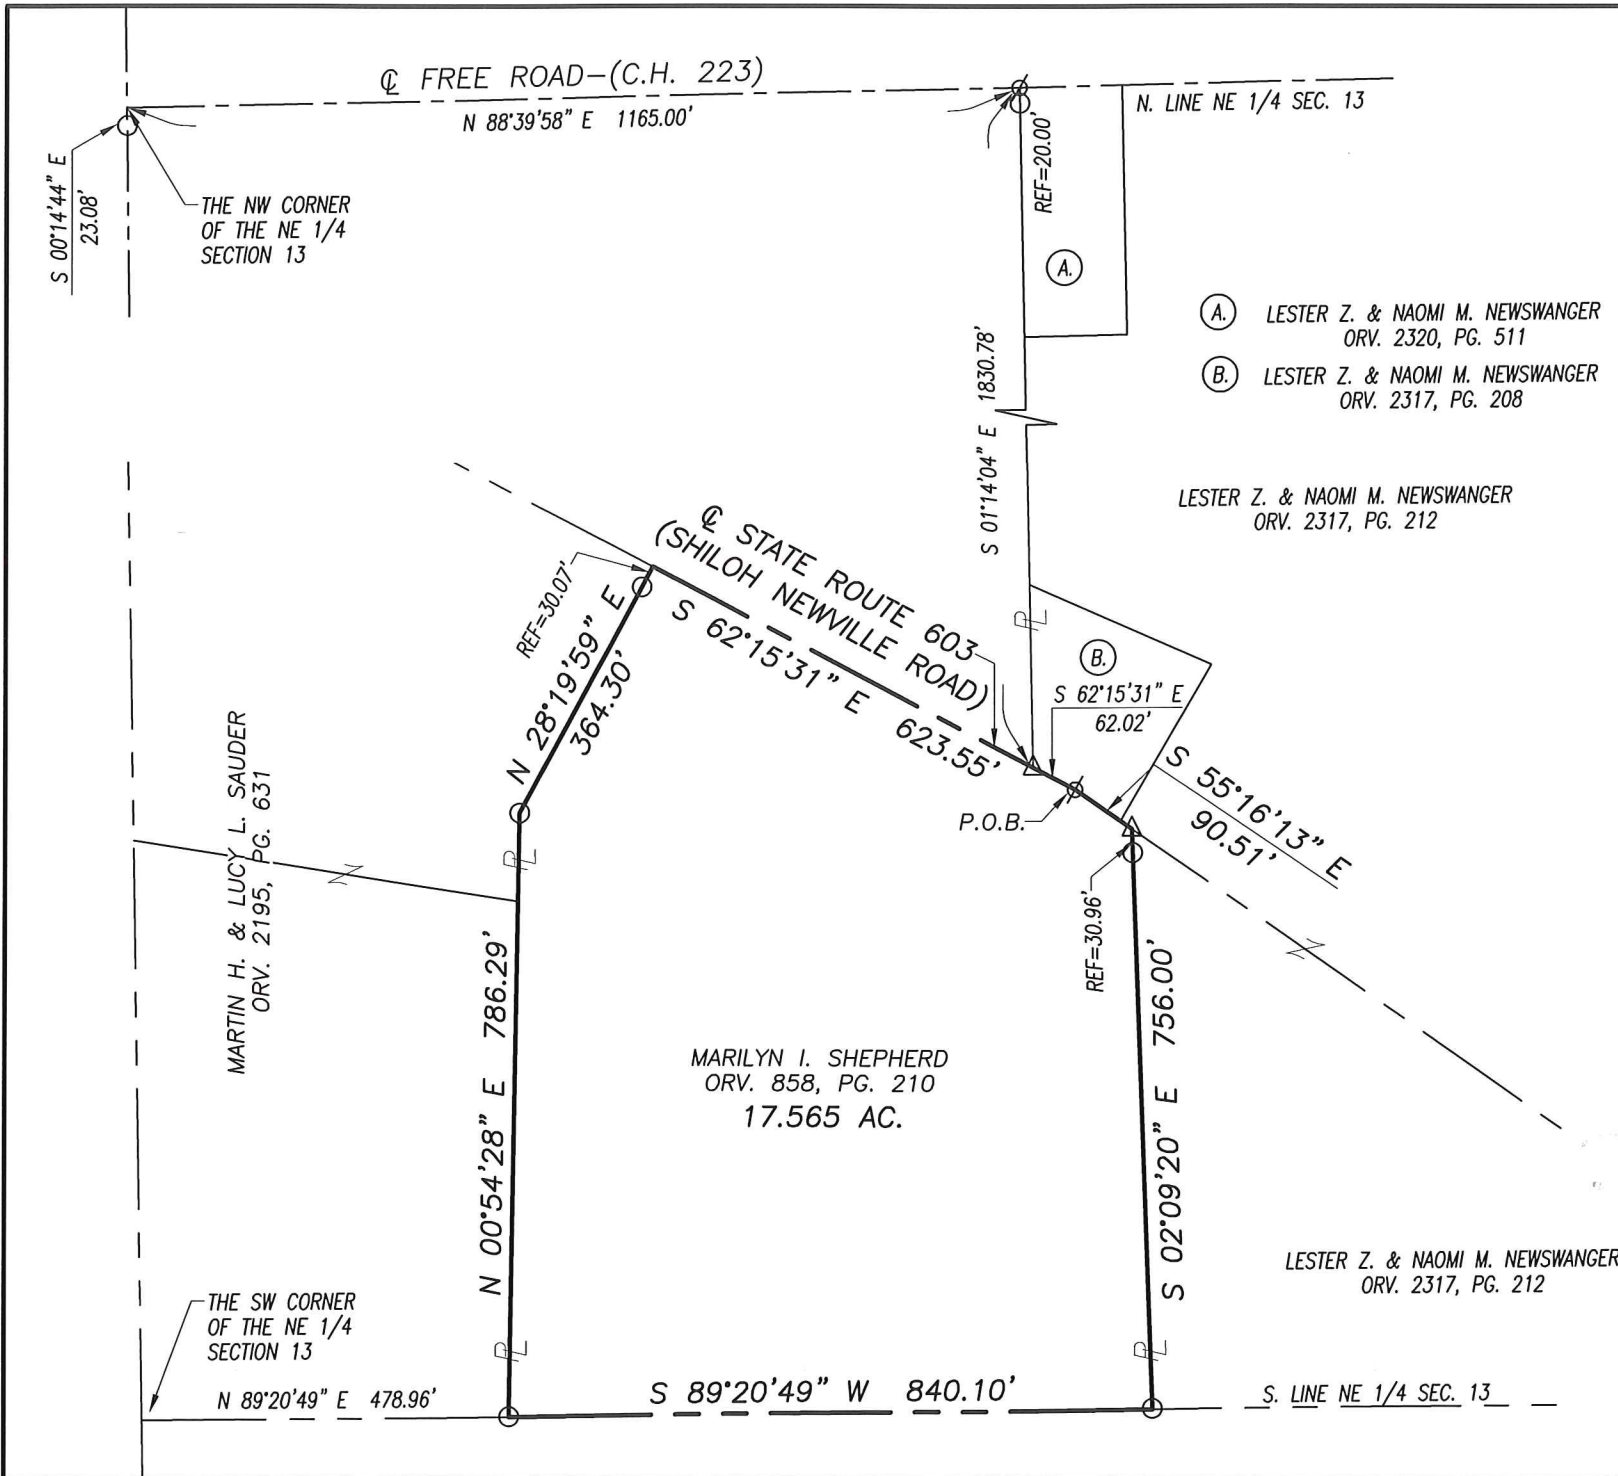 ℄ FREE ROAD-(C.H. 223)
N 88°39'58" E 1165.00'
N. LINE NE 1/4 SEC. 13
S 00°14'44" E
23.08'
THE NW CORNER
OF THE NE 1/4
SECTION 13
REF=20.00'
A.
A. LESTER Z. & NAOMI M. NEWSWANGER
ORV. 2320, PG. 511
B. LESTER Z. & NAOMI M. NEWSWANGER
ORV. 2317, PG. 208
S 01°14'04" E 1830.78'
LESTER Z. & NAOMI M. NEWSWANGER
ORV. 2317, PG. 212
℄ STATE ROUTE 603
(SHILOH NEWVILLE ROAD)
REF=30.07'
N 28°19'59" E
364.30'
S 62°15'31" E 623.55'
PL
B.
S 62°15'31" E
62.02'
P.O.B.
S 55°16'13" E
90.51'
REF=30.96'
MARTIN H. & LUCY L. SAUDER
ORV. 2195, PG. 631
PL
N 00°54'28" E 786.29'
MARILYN I. SHEPHERD
ORV. 858, PG. 210
17.565 AC.
S 02°09'20" E 756.00'
LESTER Z. & NAOMI M. NEWSWANGER
ORV. 2317, PG. 212
THE SW CORNER
OF THE NE 1/4
SECTION 13
PL
PL
N 89°20'49" E 478.96'
S 89°20'49" W 840.10'
S. LINE NE 1/4 SEC. 13